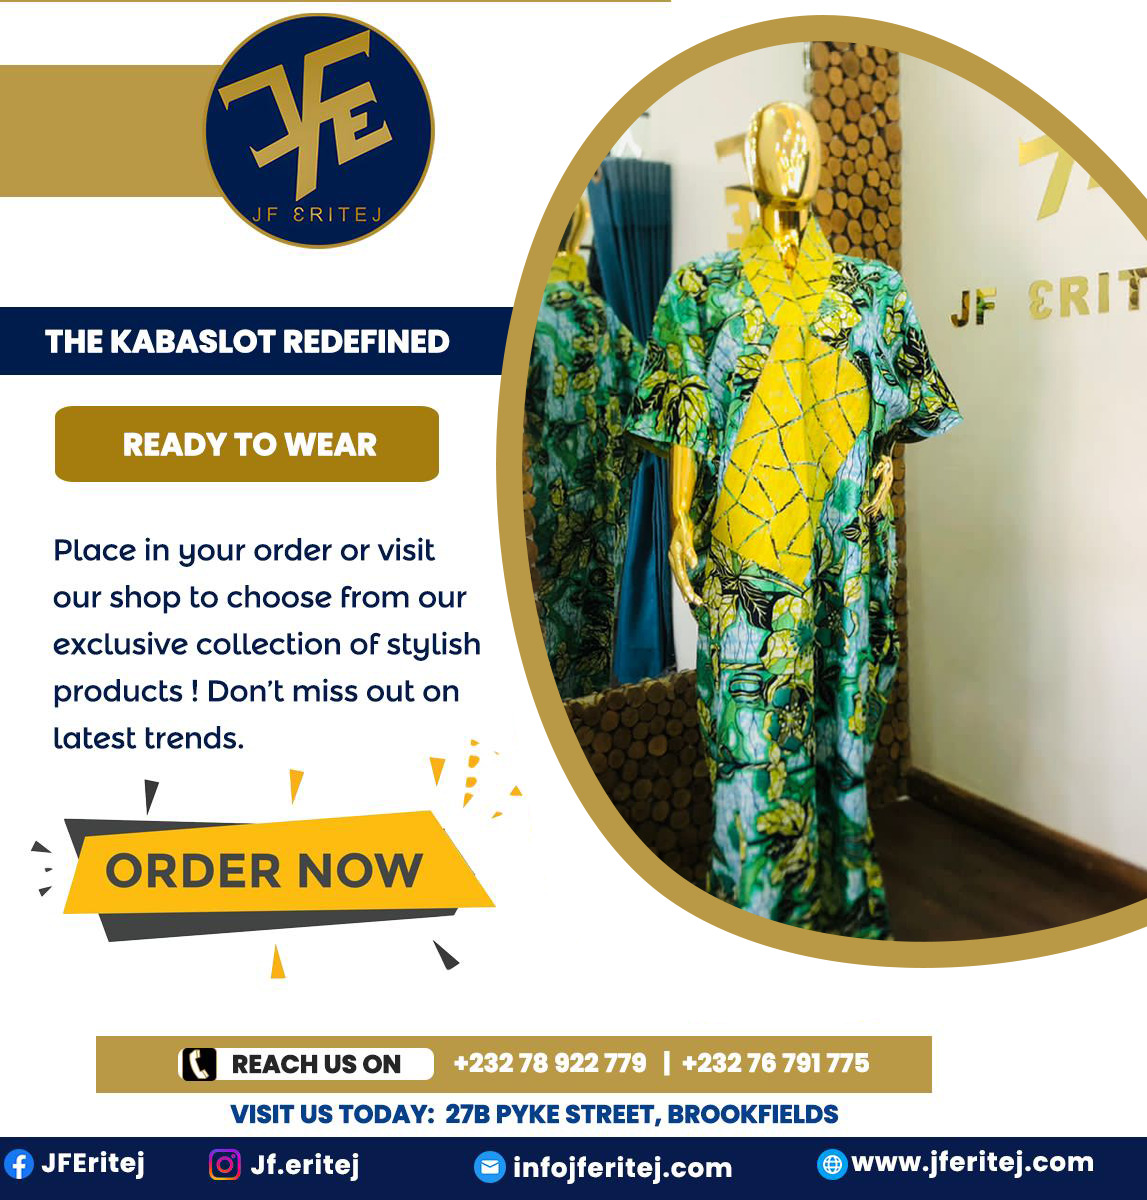 JFE
JF ƐRITEJ
JF ƐRIT
THE KABASLOT REDEFINED
READY TO WEAR
Place in your order or visit
our shop to choose from our
exclusive collection of stylish
products ! Don't miss out on
latest trends.
ORDER NOW
REACH US ON +232 78 922 779 | +232 76 791 775
VISIT US TODAY: 27B PYKE STREET, BROOKFIELDS
JFEritej Jf.eritej infojferitej.com www.jferitej.com